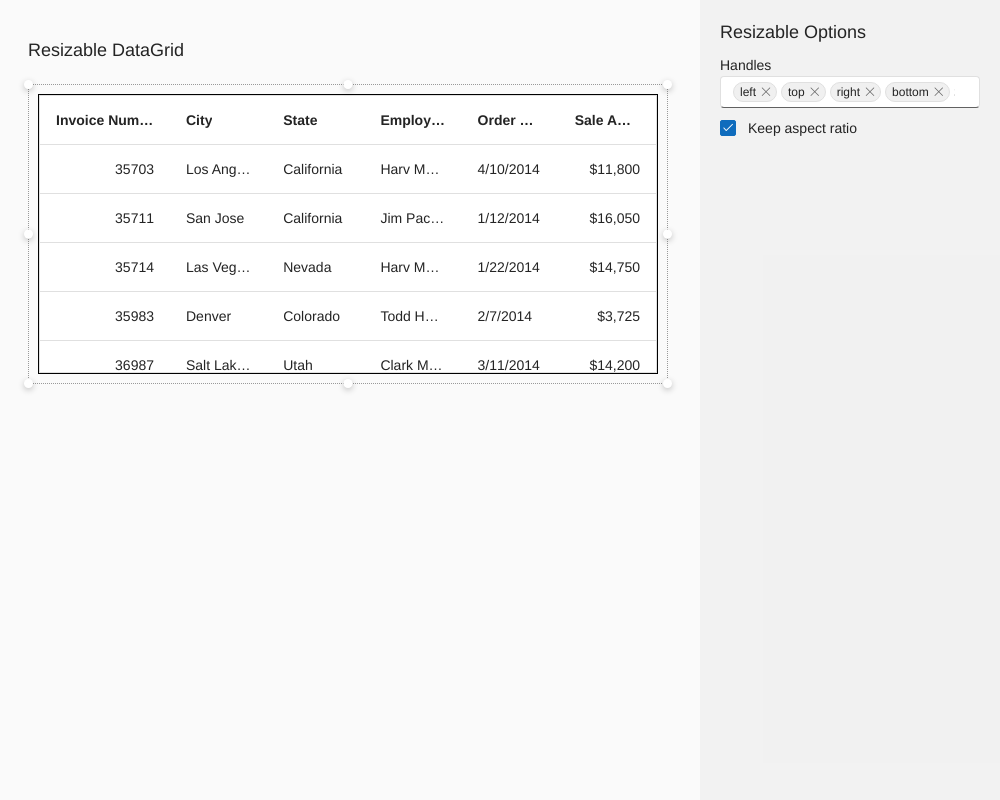 Resizable DataGrid
Invoice Num… City State Employ… Order … Sale A…
35703 Los Ang… California Harv M… 4/10/2014 $11,800
35711 San Jose California Jim Pac… 1/12/2014 $16,050
35714 Las Veg… Nevada Harv M… 1/22/2014 $14,750
35983 Denver Colorado Todd H… 2/7/2014 $3,725
36987 Salt Lak… Utah Clark M… 3/11/2014 $14,200
Resizable Options
Handles
left top right bottom
Keep aspect ratio